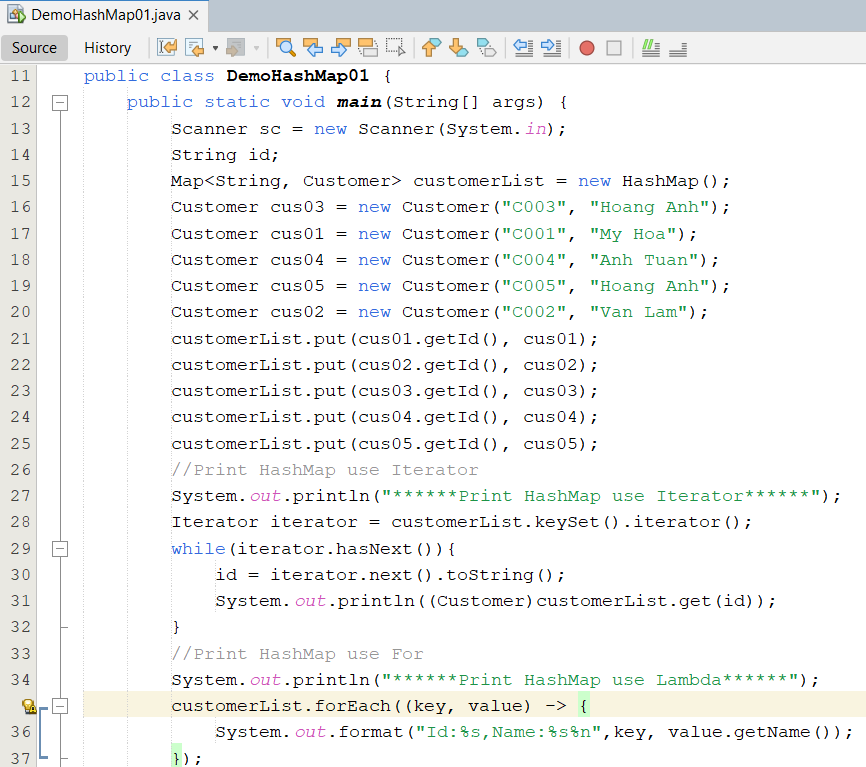 DemoHashMap01.java
Source History
11 public class DemoHashMap01 {
12 public static void main(String[] args) {
13 Scanner sc = new Scanner(System.in);
14 String id;
15 Map<String, Customer> customerList = new HashMap();
16 Customer cus03 = new Customer("C003", "Hoang Anh");
17 Customer cus01 = new Customer("C001", "My Hoa");
18 Customer cus04 = new Customer("C004", "Anh Tuan");
19 Customer cus05 = new Customer("C005", "Hoang Anh");
20 Customer cus02 = new Customer("C002", "Van Lam");
21 customerList.put(cus01.getId(), cus01);
22 customerList.put(cus02.getId(), cus02);
23 customerList.put(cus03.getId(), cus03);
24 customerList.put(cus04.getId(), cus04);
25 customerList.put(cus05.getId(), cus05);
26 //Print HashMap use Iterator
27 System.out.println("******Print HashMap use Iterator******");
28 Iterator iterator = customerList.keySet().iterator();
29 while(iterator.hasNext()){
30 id = iterator.next().toString();
31 System.out.println((Customer)customerList.get(id));
32 }
33 //Print HashMap use For
34 System.out.println("******Print HashMap use Lambda******");
customerList.forEach((key, value) -> {
36 System.out.format("Id:%s,Name:%s%n",key, value.getName());
37 });